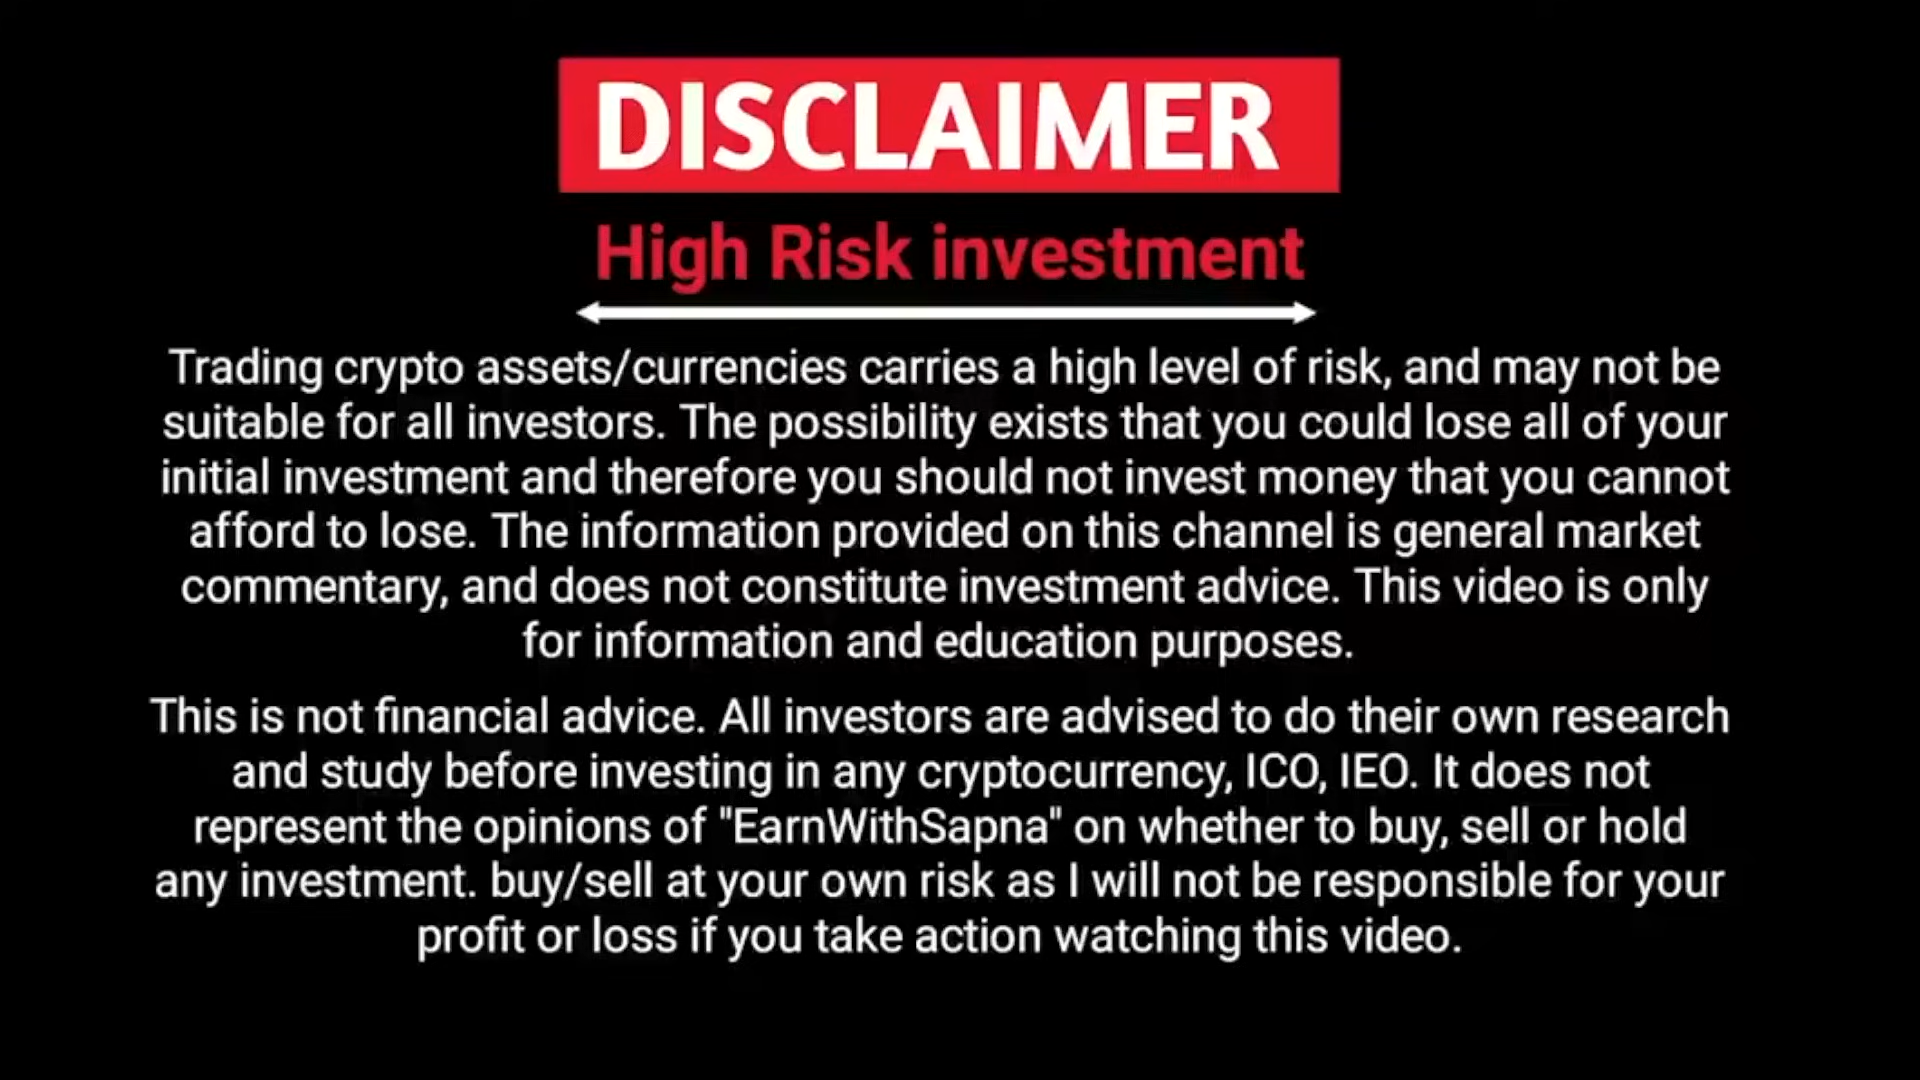 DISCLAIMER
High Risk investment
Trading crypto assets/currencies carries a high level of risk, and may not be
suitable for all investors. The possibility exists that you could lose all of your
initial investment and therefore you should not invest money that you cannot
afford to lose. The information provided on this channel is general market
commentary, and does not constitute investment advice. This video is only
for information and education purposes.
This is not financial advice. All investors are advised to do their own research
and study before investing in any cryptocurrency, ICO, IEO. It does not
represent the opinions of "EarnWithSapna" on whether to buy, sell or hold
any investment. buy/sell at your own risk as I will not be responsible for your
profit or loss if you take action watching this video.